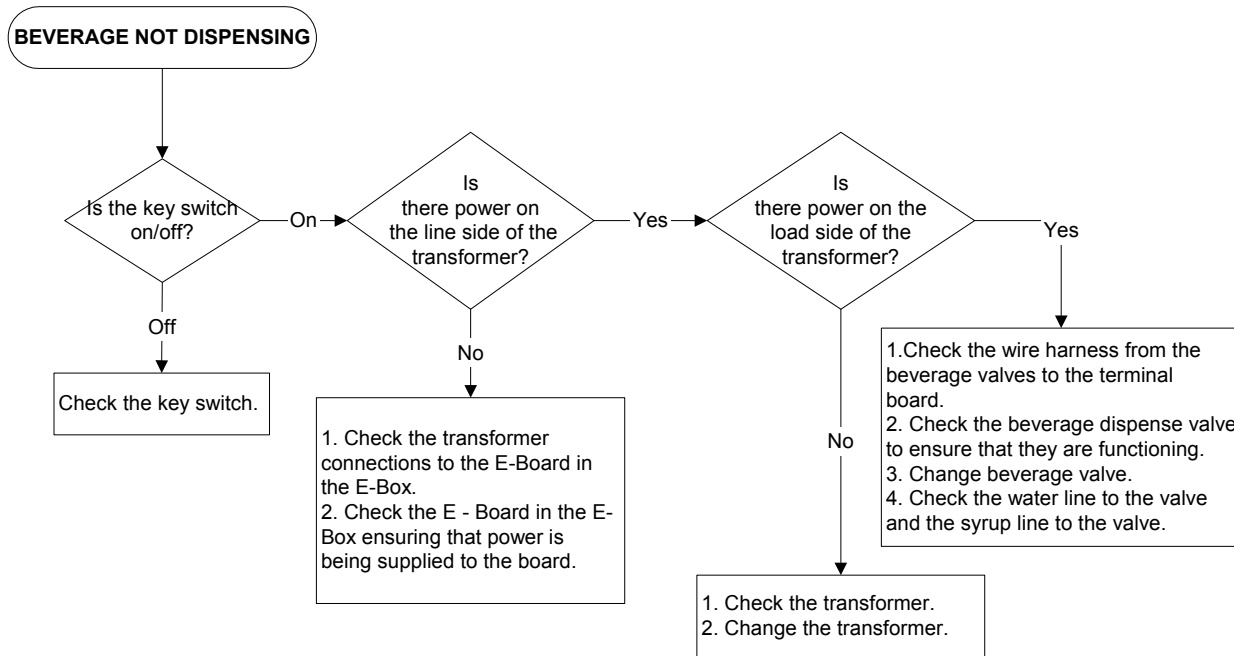 BEVERAGE NOT DISPENSING
Is the key switch
on/off?
On
Off
Check the key switch.
Is
there power on
the line side of the
transformer?
Yes
No
1. Check the transformer
connections to the E-Board in
the E-Box.
2. Check the E - Board in the E-
Box ensuring that power is
being supplied to the board.
Is
there power on the
load side of the
transformer?
Yes
No
1.Check the wire harness from the
beverage valves to the terminal
board.
2. Check the beverage dispense valve
to ensure that they are functioning.
3. Change beverage valve.
4. Check the water line to the valve
and the syrup line to the valve.
1. Check the transformer.
2. Change the transformer.